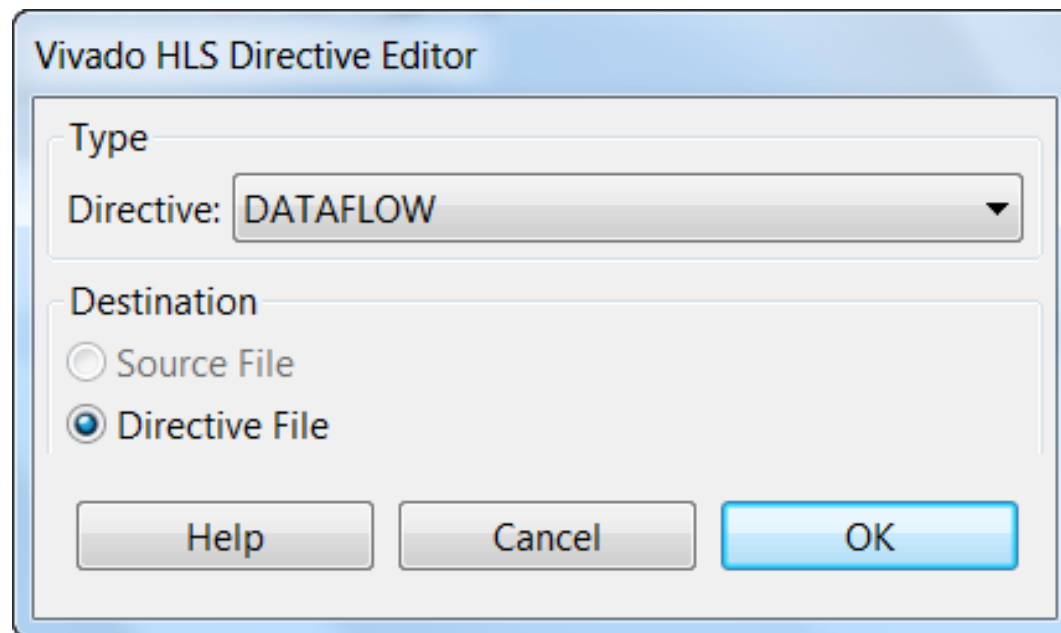 Vivado HLS Directive Editor
Type
Directive: DATAFLOW
Destination
Source File
Directive File
Help Cancel OK